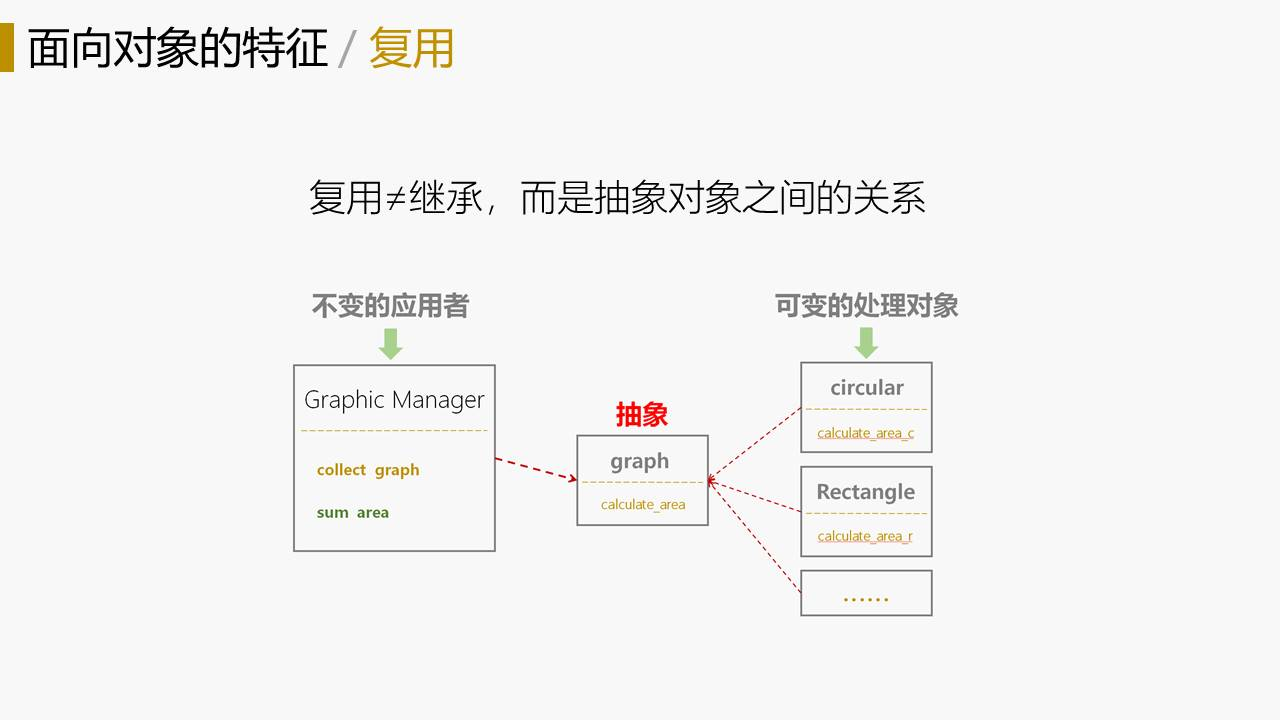 面向对象的特征 / 复用
复用≠继承，而是抽象对象之间的关系
不变的应用者
Graphic Manager
collect graph
sum area
抽象
graph
calculate_area
可变的处理对象
circular
calculate_area_c
Rectangle
calculate_area_r
……